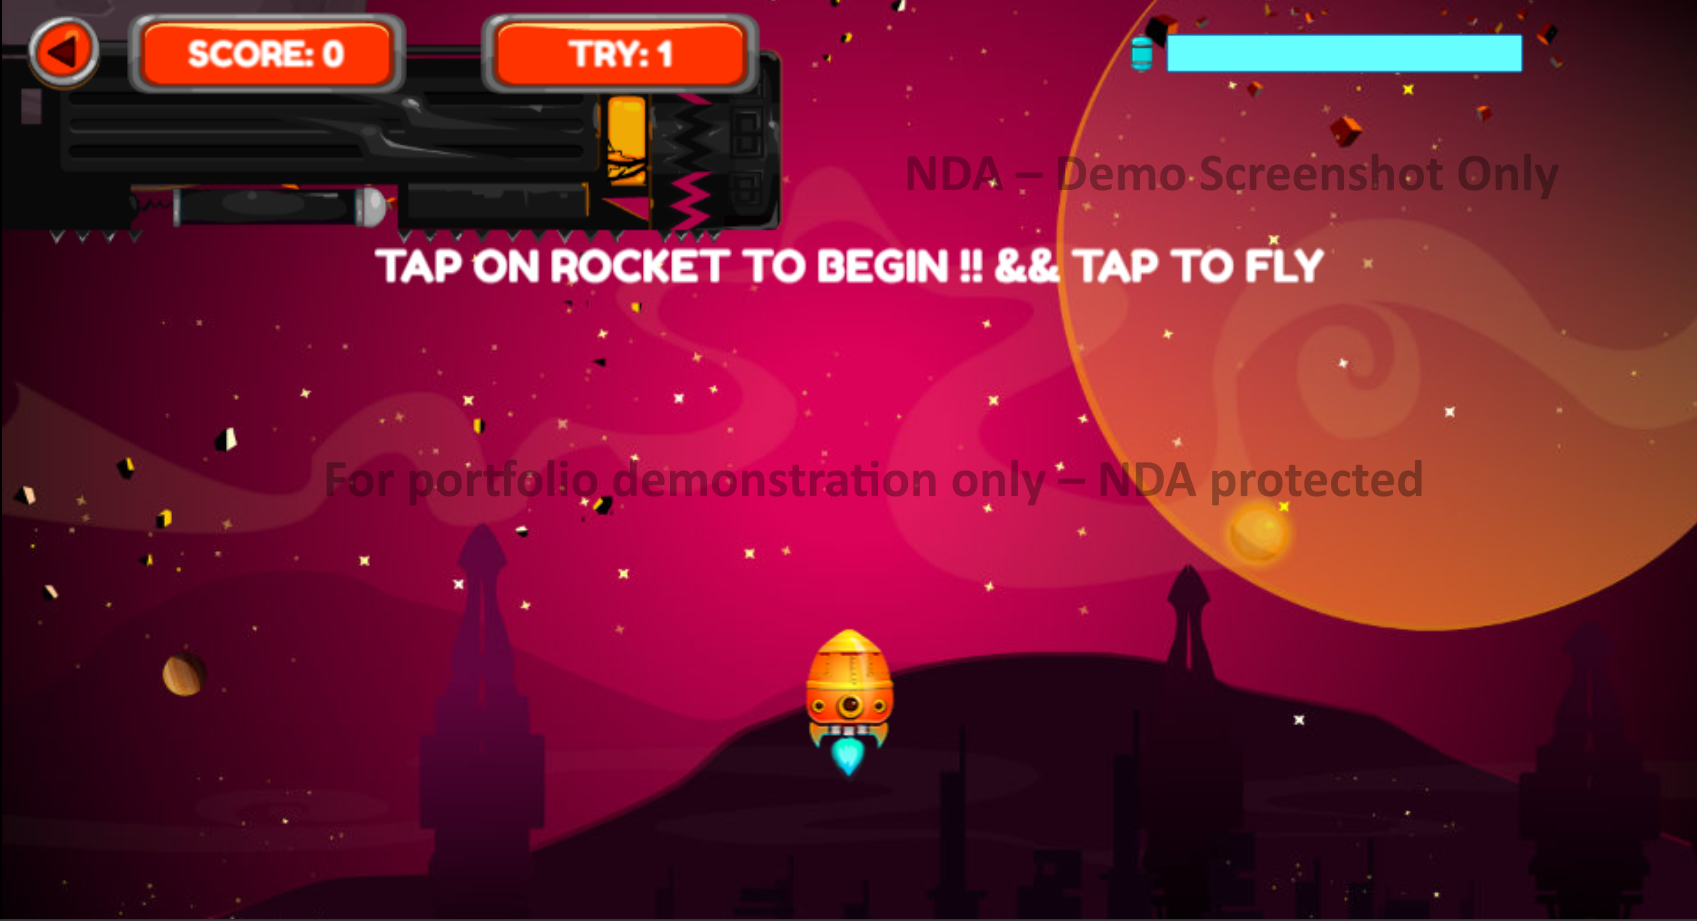 SCORE: 0
TRY: 1
NDA – Demo Screenshot Only
TAP ON ROCKET TO BEGIN !! && TAP TO FLY
For portfolio demonstration only – NDA protected